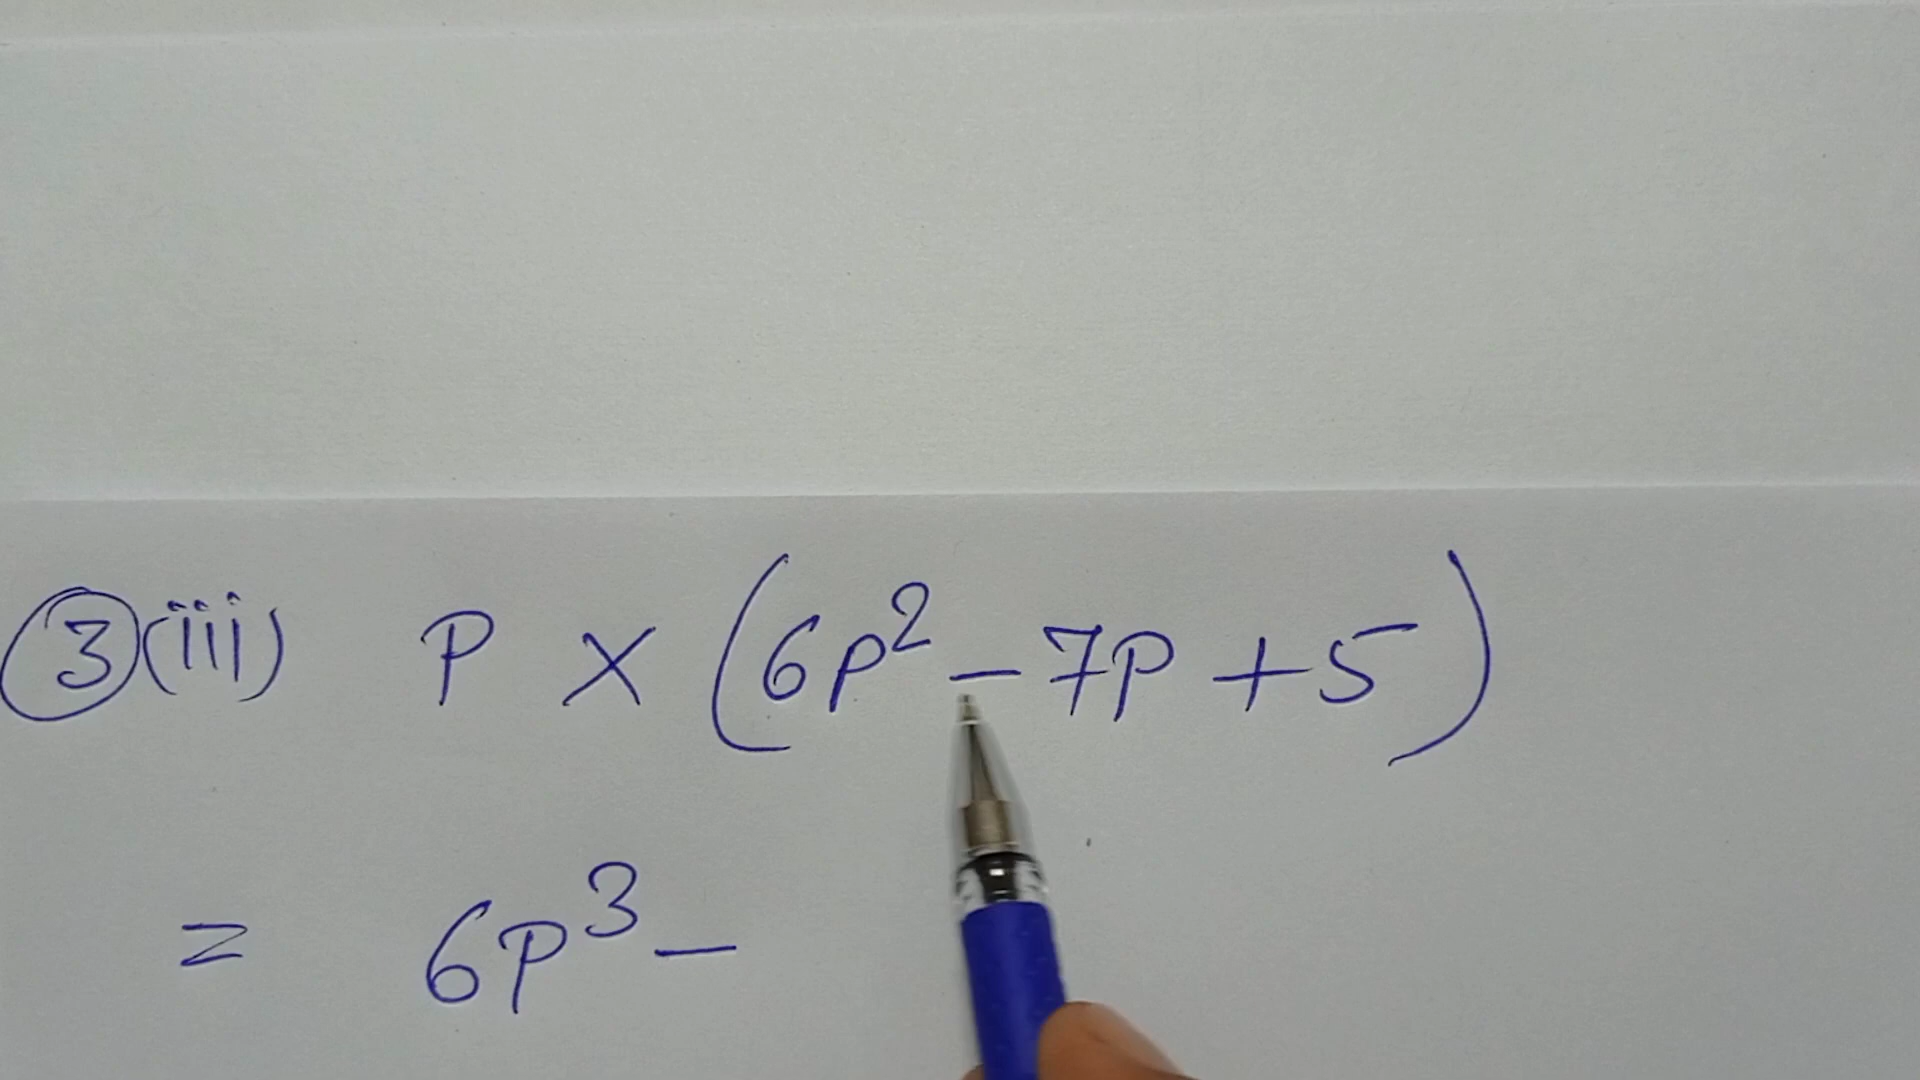 3 (iii) P × (6p² - 7p + 5)
= 6p³ -